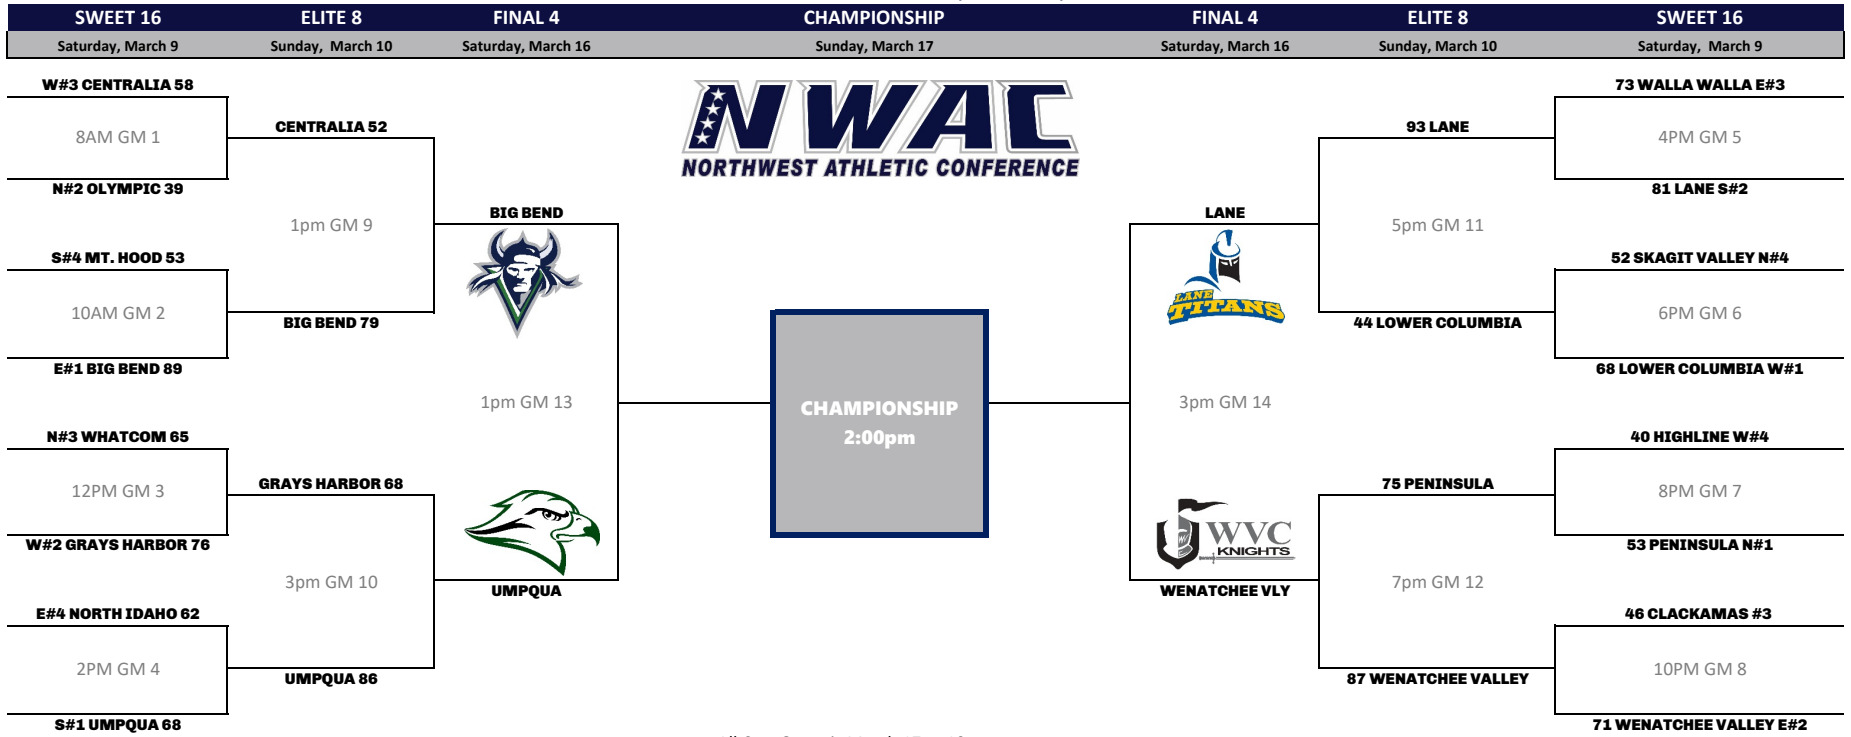 SWEET 16 ELITE 8 FINAL 4 CHAMPIONSHIP FINAL 4 ELITE 8 SWEET 16
Saturday, March 9 Sunday, March 10 Saturday, March 16 Sunday, March 17 Saturday, March 16 Sunday, March 10 Saturday, March 9
W#3 CENTRALIA 58
8AM GM 1
N#2 OLYMPIC 39
S#4 MT. HOOD 53
10AM GM 2
E#1 BIG BEND 89
N#3 WHATCOM 65
12PM GM 3
W#2 GRAYS HARBOR 76
E#4 NORTH IDAHO 62
2PM GM 4
S#1 UMPQUA 68
CENTRALIA 52
1pm GM 9
BIG BEND 79
GRAYS HARBOR 68
3pm GM 10
UMPQUA 86
BIG BEND
1pm GM 13
UMPQUA
NWAC
NORTHWEST ATHLETIC CONFERENCE
CHAMPIONSHIP
2:00pm
LANE
LANE
TITANS
3pm GM 14
WVC
KNIGHTS
WENATCHEE VLY
93 LANE
5pm GM 11
44 LOWER COLUMBIA
75 PENINSULA
7pm GM 12
87 WENATCHEE VALLEY
73 WALLA WALLA E#3
4PM GM 5
81 LANE S#2
52 SKAGIT VALLEY N#4
6PM GM 6
68 LOWER COLUMBIA W#1
40 HIGHLINE W#4
8PM GM 7
53 PENINSULA N#1
46 CLACKAMAS #3
10PM GM 8
71 WENATCHEE VALLEY E#2